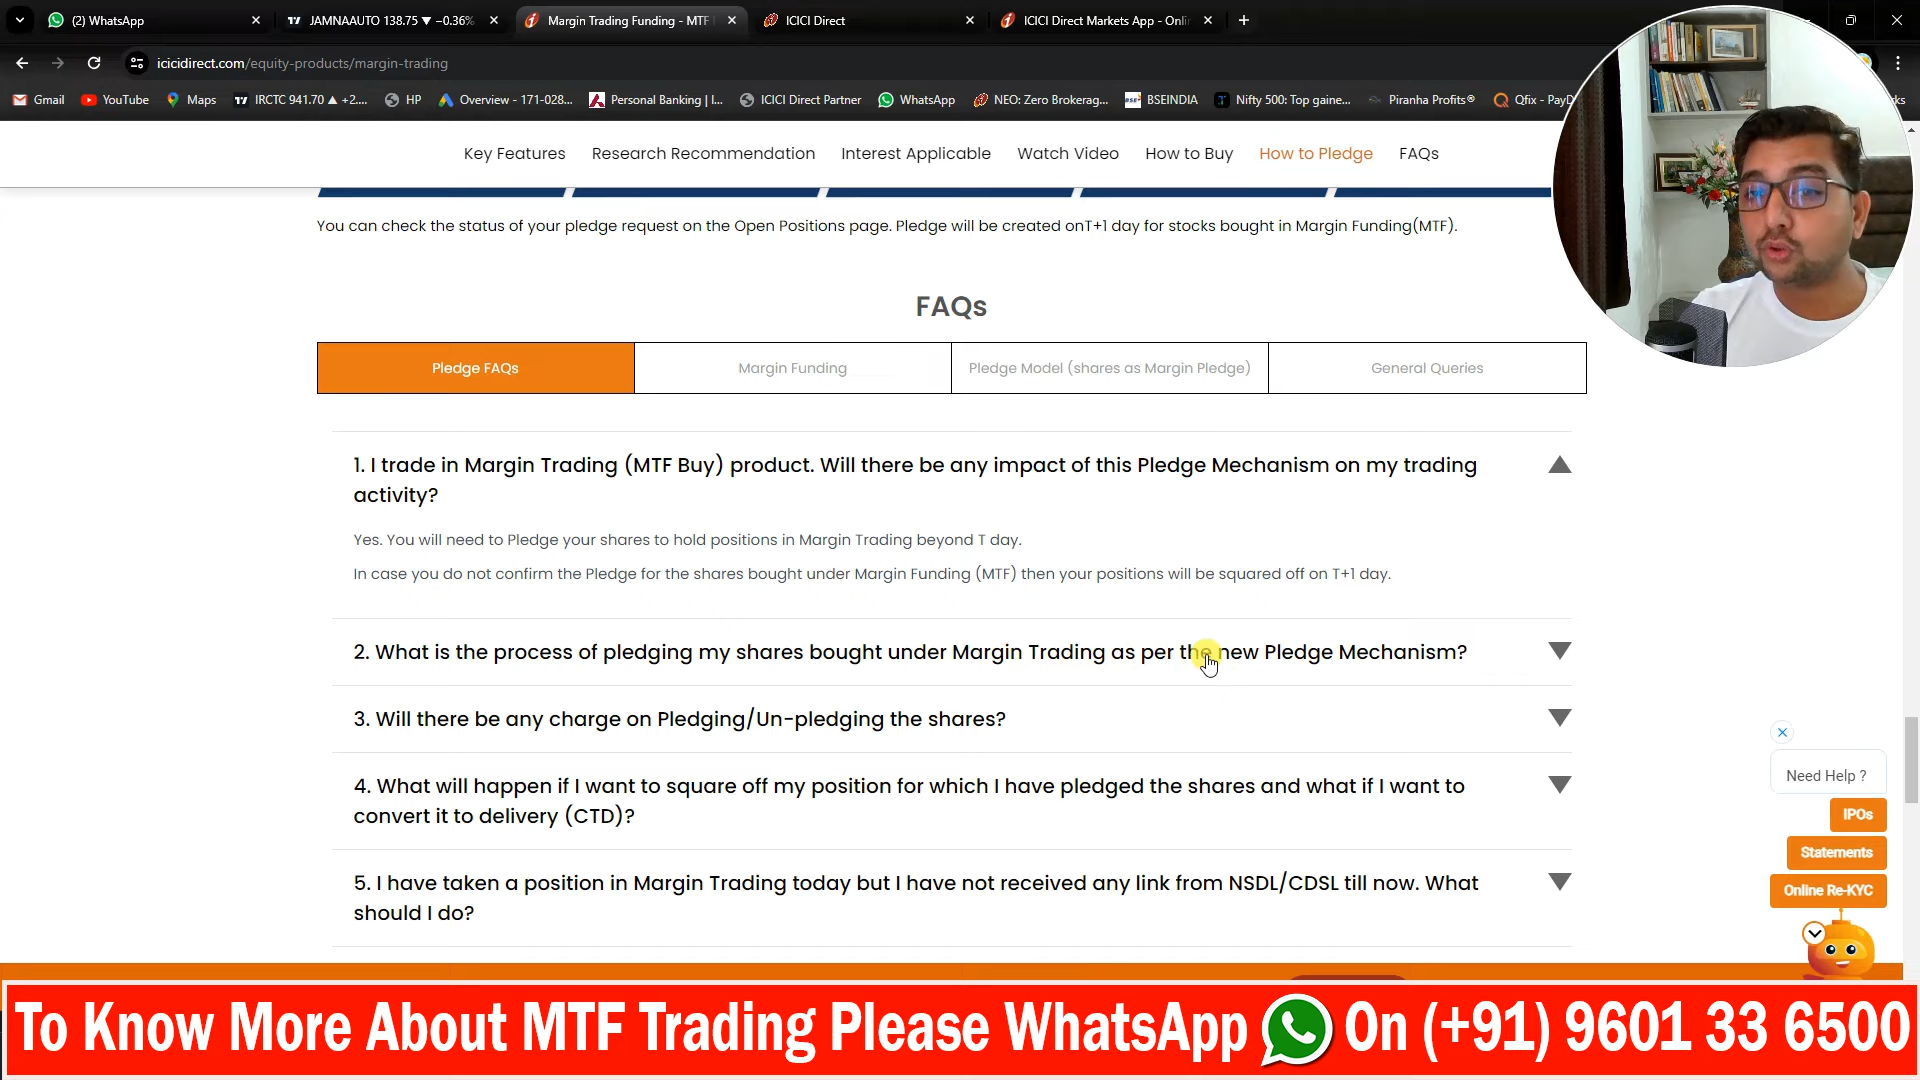 (2) WhatsApp
JAMNAAUTO 138.75 ▼ −0.36%
Margin Trading Funding - MTF
ICICI Direct
ICICI Direct Markets App - Onli
icicidirect.com/equity-products/margin-trading
Gmail
YouTube
Maps
IRCTC 941.70 ▲ +2....
HP
Overview - 171-028...
Personal Banking | I...
ICICI Direct Partner
WhatsApp
NEO: Zero Brokerag...
BSEINDIA
Nifty 500: Top gaine...
Piranha Profits®
Qfix - PayD
Key Features
Research Recommendation
Interest Applicable
Watch Video
How to Buy
How to Pledge
FAQs
You can check the status of your pledge request on the Open Positions page. Pledge will be created onT+1 day for stocks bought in Margin Funding(MTF).
FAQs
Pledge FAQs
Margin Funding
Pledge Model (shares as Margin Pledge)
General Queries
1. I trade in Margin Trading (MTF Buy) product. Will there be any impact of this Pledge Mechanism on my trading
activity?
Yes. You will need to Pledge your shares to hold positions in Margin Trading beyond T day.
In case you do not confirm the Pledge for the shares bought under Margin Funding (MTF) then your positions will be squared off on T+1 day.
2. What is the process of pledging my shares bought under Margin Trading as per the new Pledge Mechanism?
3. Will there be any charge on Pledging/Un-pledging the shares?
4. What will happen if I want to square off my position for which I have pledged the shares and what if I want to
convert it to delivery (CTD)?
5. I have taken a position in Margin Trading today but I have not received any link from NSDL/CDSL till now. What
should I do?
Need Help ?
IPOs
Statements
Online Re-KYC
To Know More About MTF Trading Please WhatsApp On (+91) 9601 33 6500